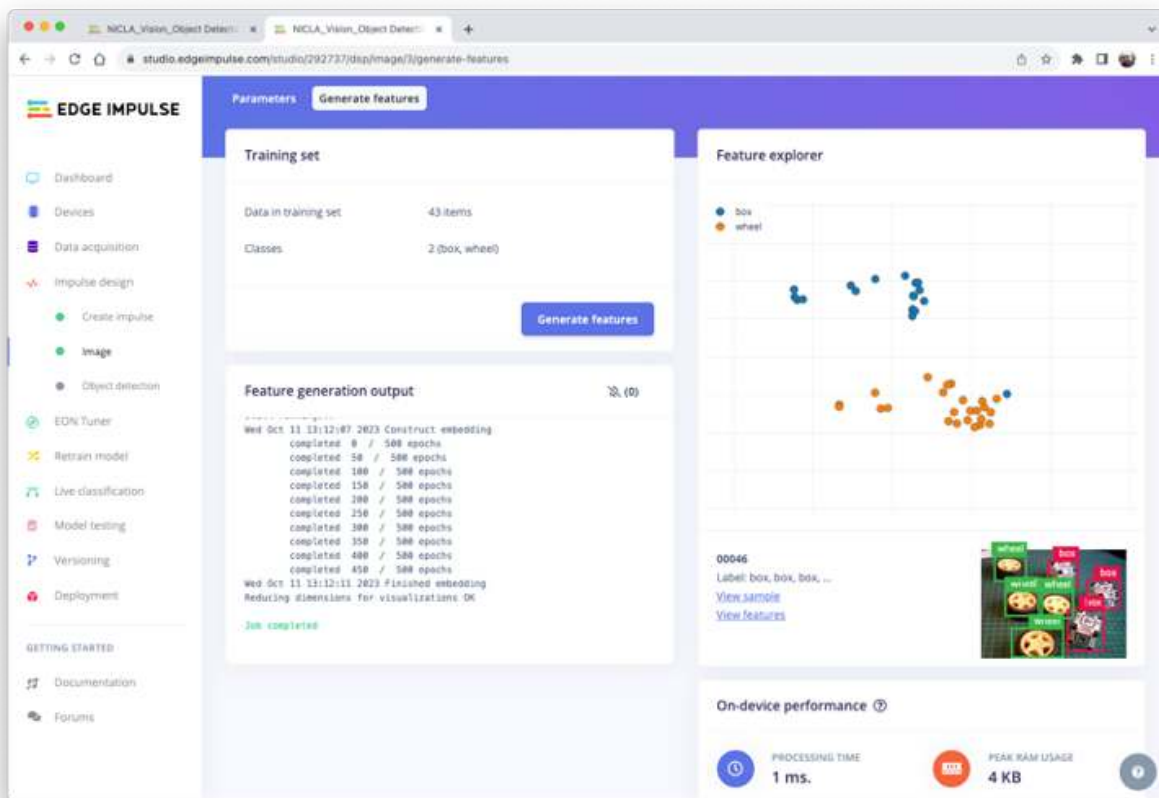 NICLA_Vision_Object Detect
NICLA_Vision_Object Detect
studio.edgeimpulse.com/studio/292737/dsp/image/3/generate-features
EDGE IMPULSE
Dashboard
Devices
Data acquisition
Impulse design
Create impulse
Image
Object detection
EON Tuner
Retrain model
Live classification
Model testing
Versioning
Deployment
GETTING STARTED
Documentation
Forums
Parameters
Generate features
Training set
Data in training set 43 items
Classes 2 (box, wheel)
Generate features
Feature generation output (0)
Wed Oct 11 13:12:07 2023 Construct embedding
completed 0 / 500 epochs
completed 50 / 500 epochs
completed 100 / 500 epochs
completed 150 / 500 epochs
completed 200 / 500 epochs
completed 250 / 500 epochs
completed 300 / 500 epochs
completed 350 / 500 epochs
completed 400 / 500 epochs
completed 450 / 500 epochs
Wed Oct 11 13:12:11 2023 Finished embedding
Reducing dimensions for visualizations OK
Job completed
Feature explorer
box
wheel
00046
Label: box, box, box, ...
View sample
View features
wheel
box
box
wheel wheel
box
wheel
On-device performance
PROCESSING TIME
1 ms.
PEAK RAM USAGE
4 KB